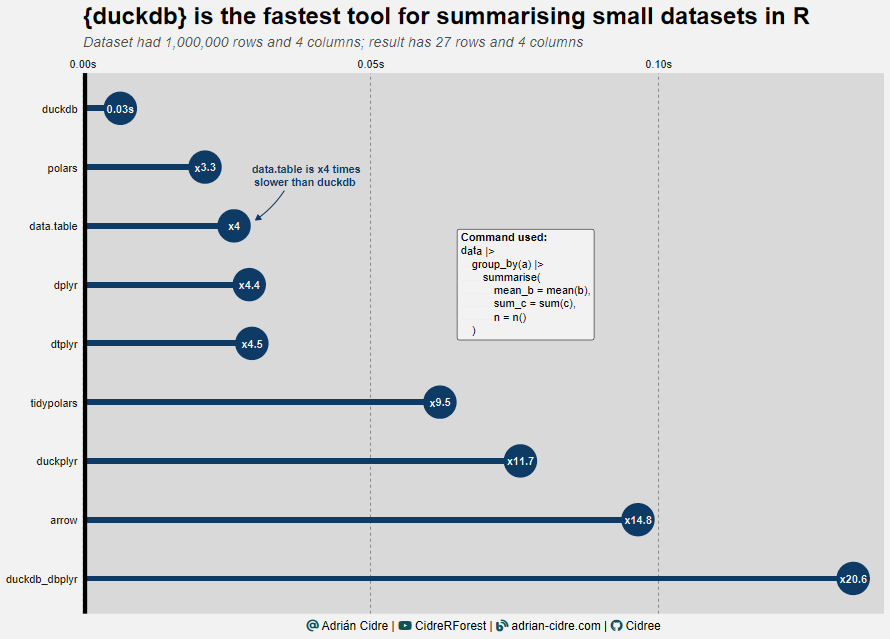 {duckdb} is the fastest tool for summarising small datasets in R
Dataset had 1,000,000 rows and 4 columns; result has 27 rows and 4 columns
0.00s 0.05s 0.10s
duckdb 0.03s
polars x3.3
data.table is x4 times
slower than duckdb
data.table x4
Command used:
data |>
group_by(a) |>
summarise(
mean_b = mean(b),
sum_c = sum(c),
n = n()
)
dplyr x4.4
dtplyr x4.5
tidypolars x9.5
duckplyr x11.7
arrow x14.8
duckdb_dbplyr x20.6
Adrián Cidre | CidreRForest | adrian-cidre.com | Cidree